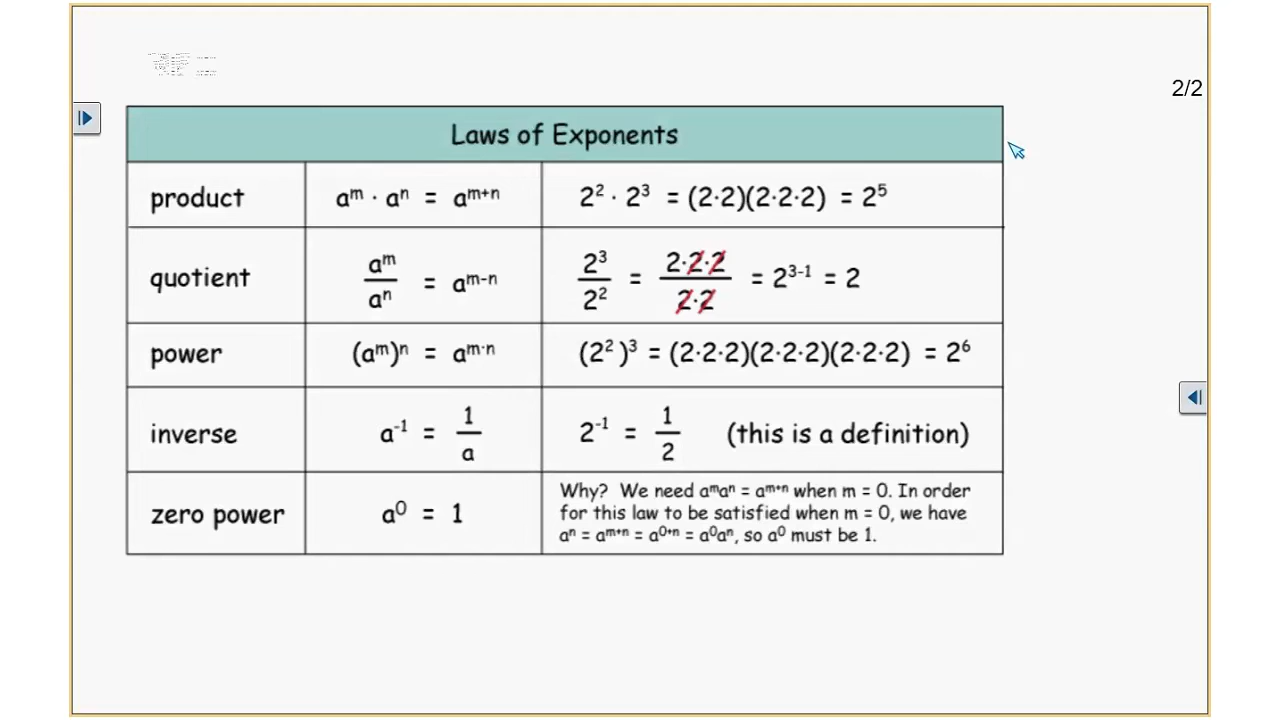 2/2
Laws of Exponents
product aᵐ · aⁿ = aᵐ⁺ⁿ 2² · 2³ = (2·2)(2·2·2) = 2⁵
quotient aᵐ/aⁿ = aᵐ⁻ⁿ 2³/2² = 2·2·2/2·2 = 2³⁻¹ = 2
power (aᵐ)ⁿ = aᵐ·ⁿ (2²)³ = (2·2·2)(2·2·2)(2·2·2) = 2⁶
inverse a⁻¹ = 1/a 2⁻¹ = 1/2 (this is a definition)
zero power a⁰ = 1
Why? We need aᵐaⁿ = aᵐ⁺ⁿ when m = 0. In order
for this law to be satisfied when m = 0, we have
aⁿ = aᵐ⁺ⁿ = a⁰⁺ⁿ = a⁰aⁿ, so a⁰ must be 1.